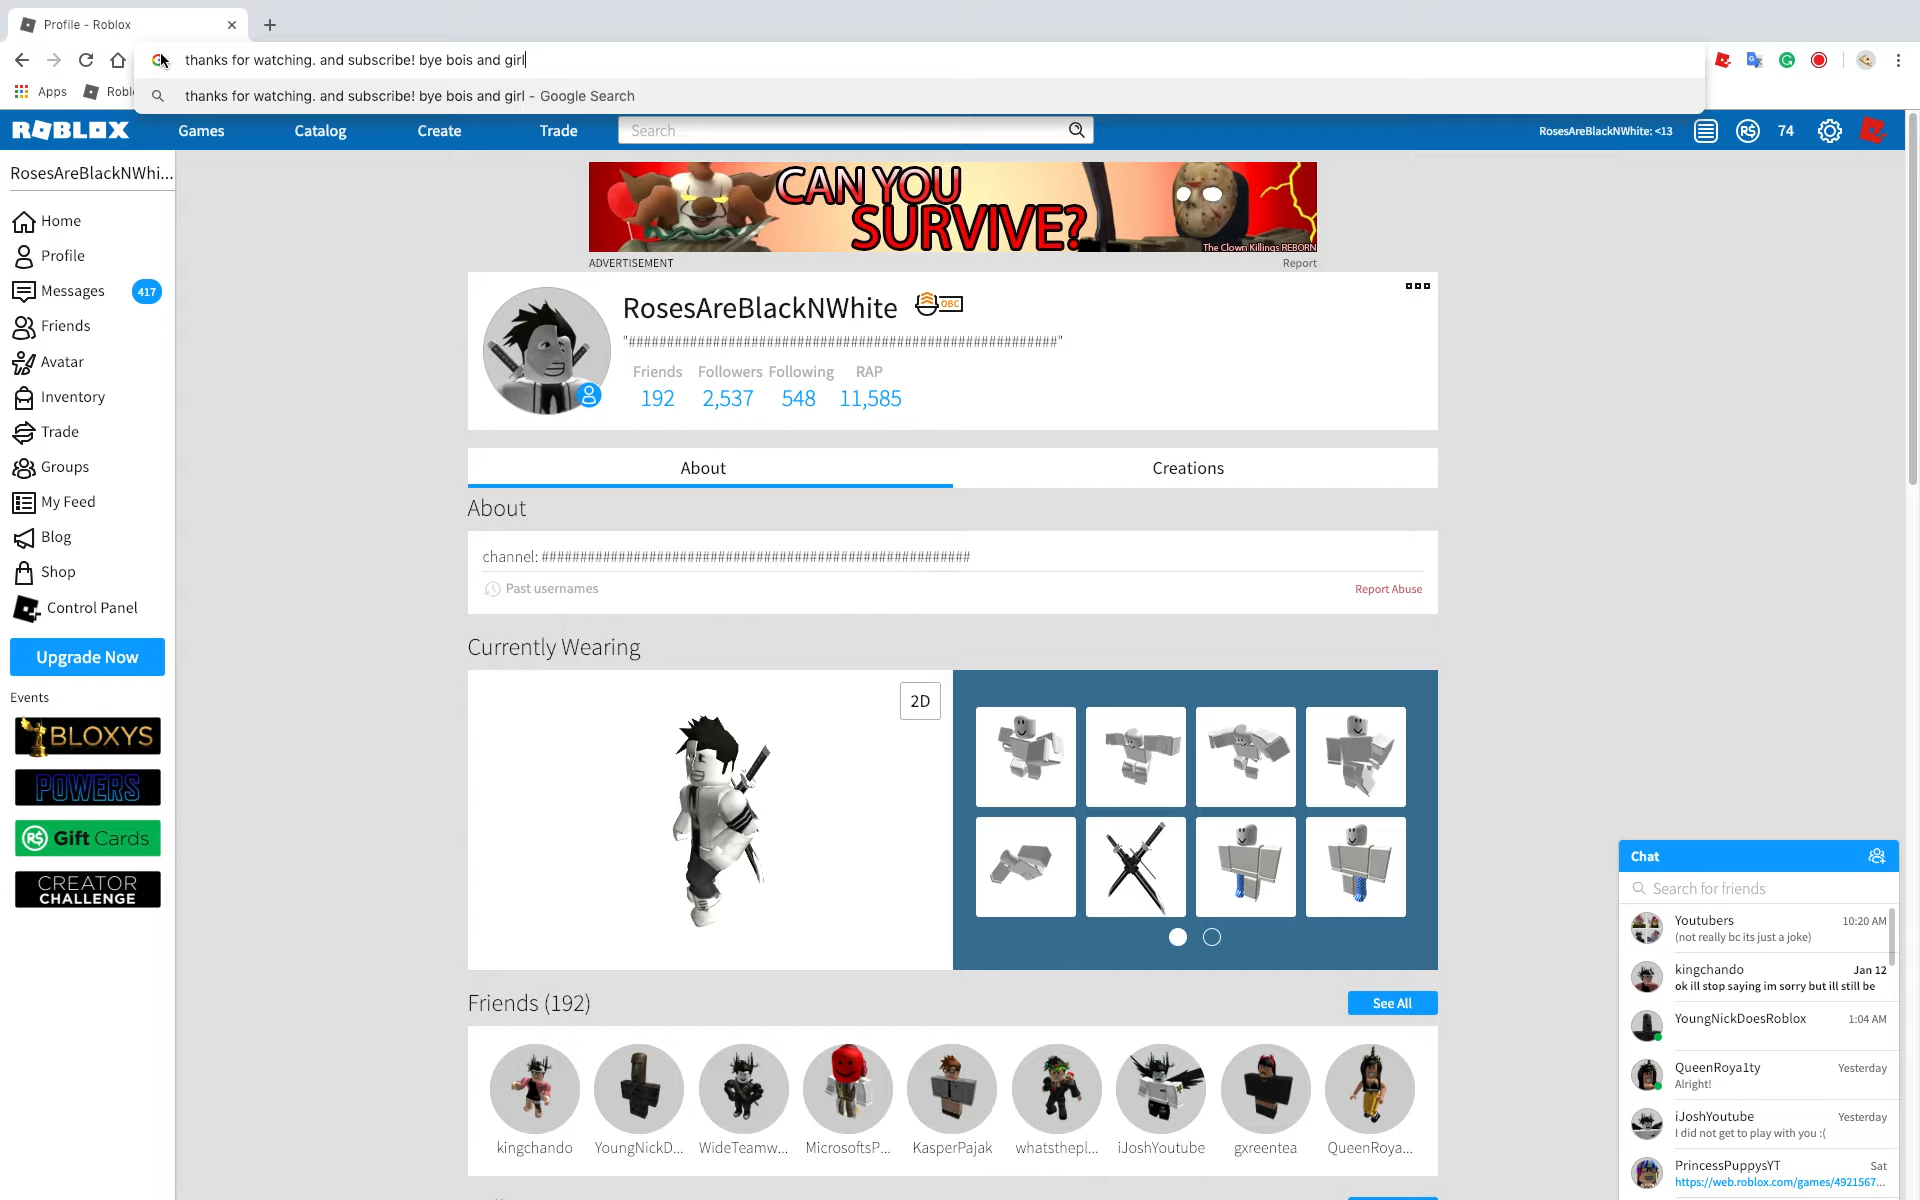 Profile - Roblox
thanks for watching. and subscribe! bye bois and girl
Apps
thanks for watching. and subscribe! bye bois and girl - Google Search
ROBLOX
Games
Catalog
Create
Trade
Search
RosesAreBlackNWhite: <13
74
RosesAreBlackNWhi...
Home
Profile
Messages 417
Friends
Avatar
Inventory
Trade
Groups
My Feed
Blog
Shop
Control Panel
Upgrade Now
Events
BLOXYS
POWERS
R$ Gift Cards
CREATOR
CHALLENGE
CAN YOU
SURVIVE?
The Clown Killings REBORN
ADVERTISEMENT
Report
RosesAreBlackNWhite OBC
"########################################################"
Friends Followers Following RAP
192 2,537 548 11,585
About
Creations
About
channel: ########################################################
Past usernames
Report Abuse
Currently Wearing
2D
Friends (192)
See All
kingchando
YoungNickD...
WideTeamw...
MicrosoftsP...
KasperPajak
whatsthepl...
iJoshYoutube
gxreentea
QueenRoya...
Chat
Search for friends
Youtubers 10:20 AM
(not really bc its just a joke)
kingchando Jan 12
ok ill stop saying im sorry but ill still be
YoungNickDoesRoblox 1:04 AM
QueenRoya1ty Yesterday
Alright!
iJoshYoutube Yesterday
I did not get to play with you :(
PrincessPuppysYT Sat
https://web.roblox.com/games/4921567...